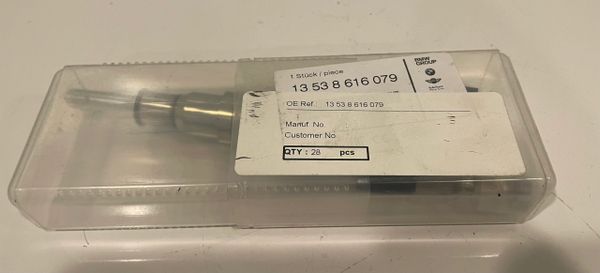 1 Stück / piece
BMW
GROUP
13 53 8 616 079
OE Ref 13 53 8 616 079
Manuf No.
Customer No
QTY : 28 pcs